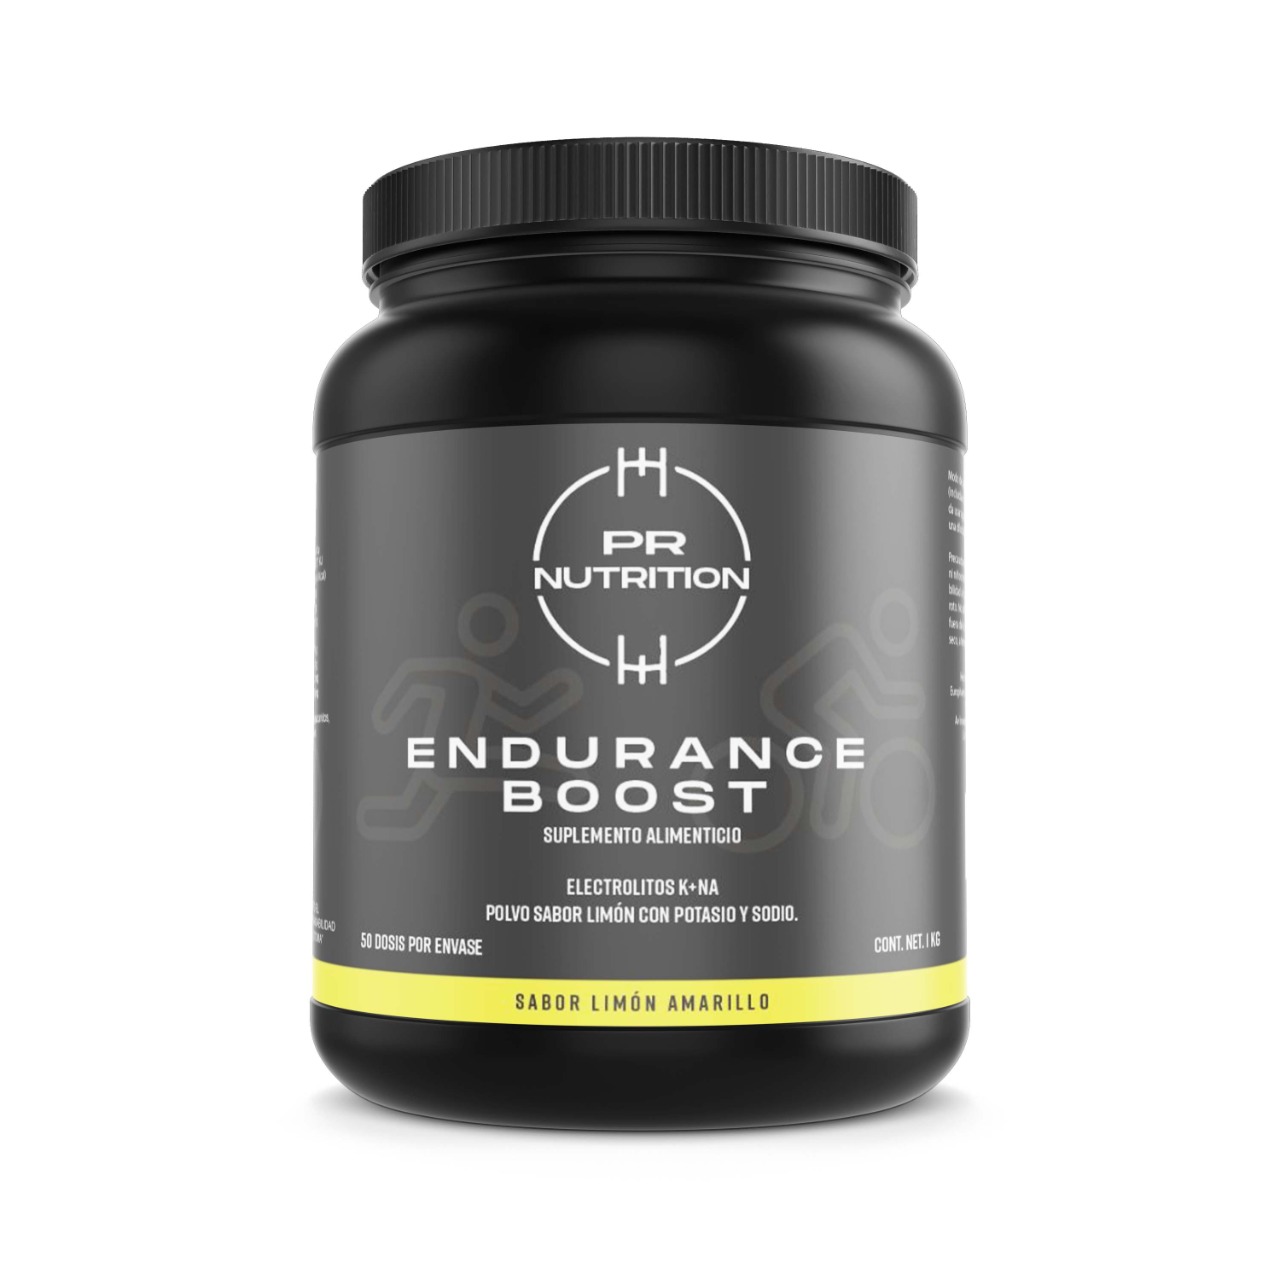 PR
NUTRITION
ENDURANCE
BOOST
SUPLEMENTO ALIMENTICIO
ELECTROLITOS K+NA
POLVO SABOR LIMÓN CON POTASIO Y SODIO.
50 DOSIS POR ENVASE
CONT. NET. 1 KG
SABOR LIMÓN AMARILLO